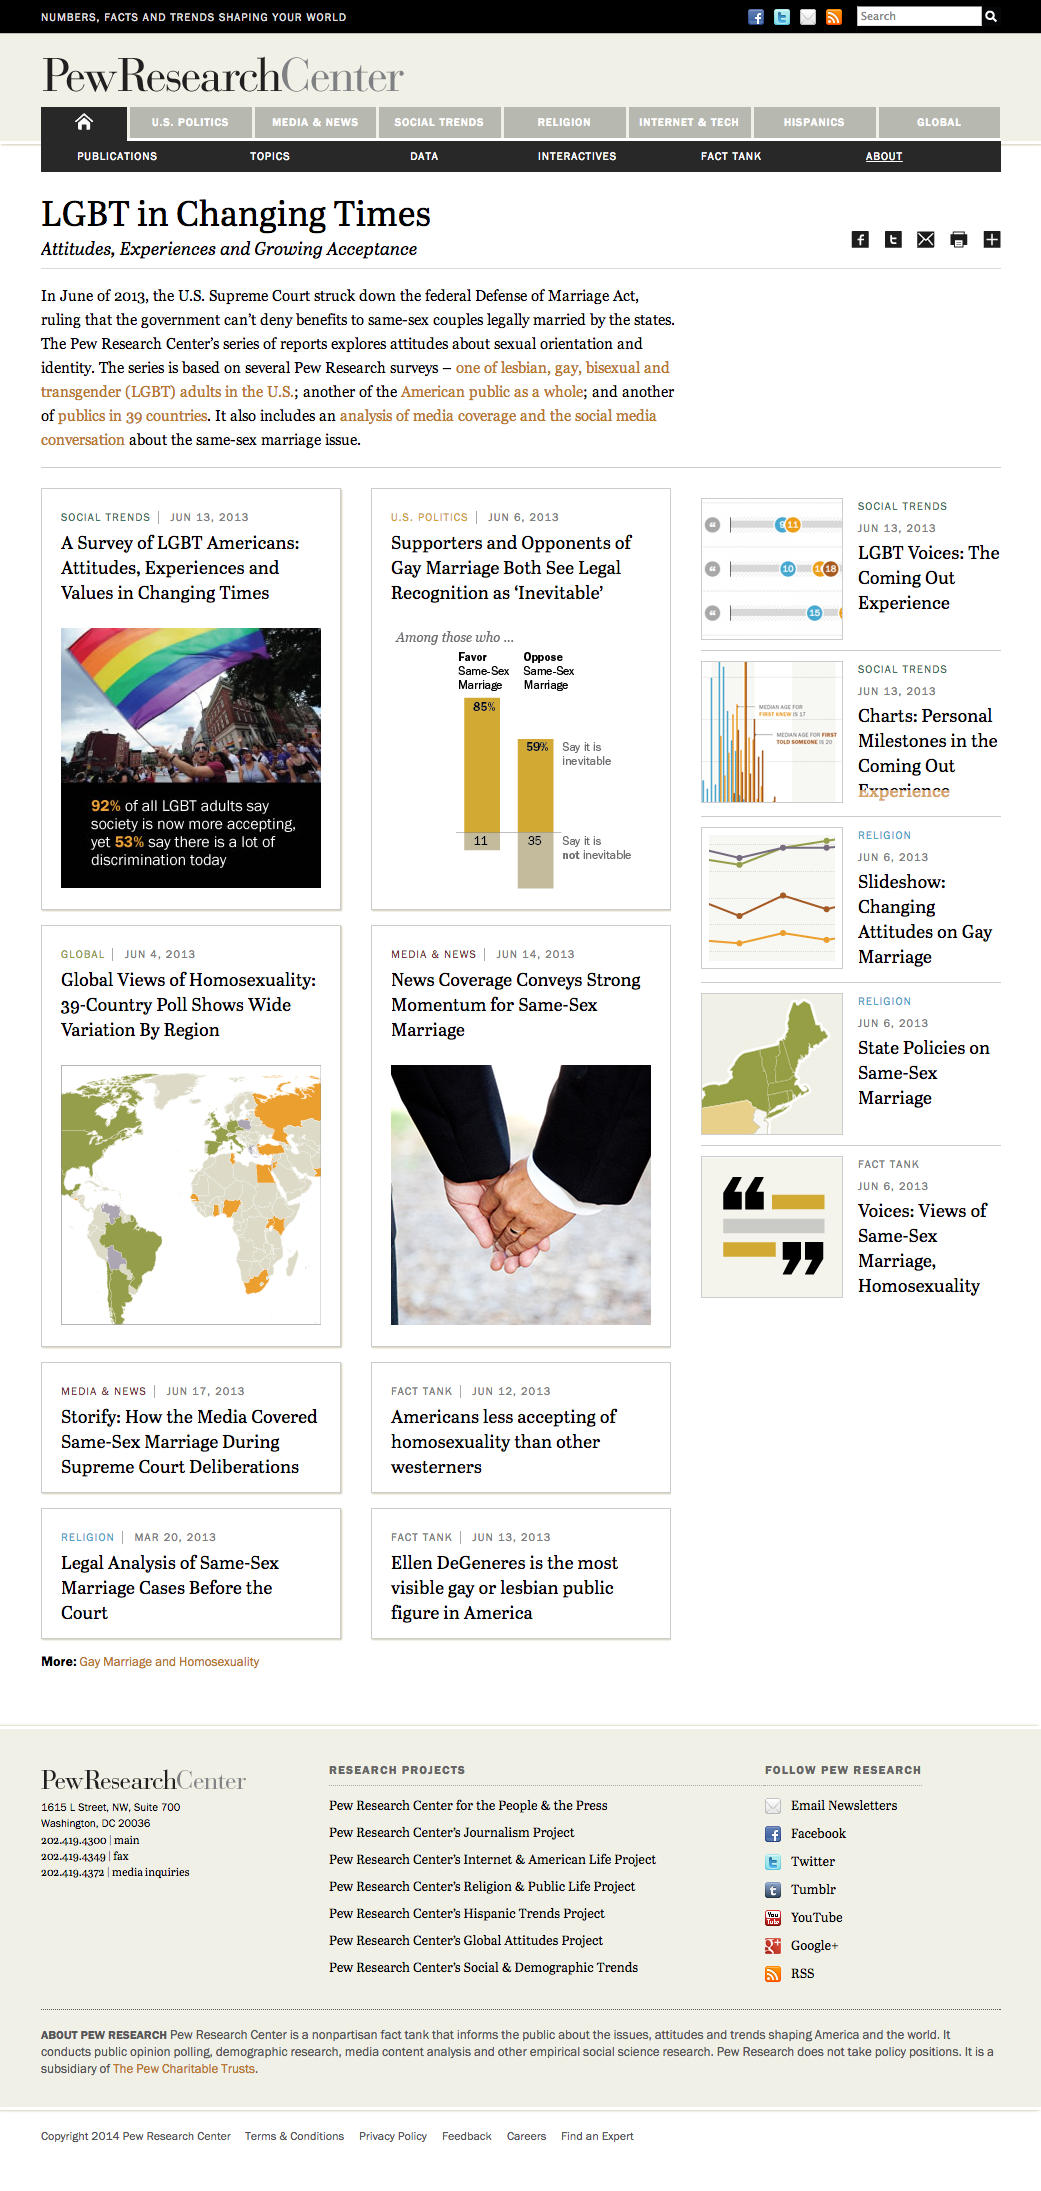 NUMBERS, FACTS AND TRENDS SHAPING YOUR WORLD
Search
PewResearchCenter
U.S. POLITICS
MEDIA & NEWS
SOCIAL TRENDS
RELIGION
INTERNET & TECH
HISPANICS
GLOBAL
PUBLICATIONS
TOPICS
DATA
INTERACTIVES
FACT TANK
ABOUT
LGBT in Changing Times
Attitudes, Experiences and Growing Acceptance
In June of 2013, the U.S. Supreme Court struck down the federal Defense of Marriage Act,
ruling that the government can't deny benefits to same-sex couples legally married by the states.
The Pew Research Center's series of reports explores attitudes about sexual orientation and
identity. The series is based on several Pew Research surveys – one of lesbian, gay, bisexual and
transgender (LGBT) adults in the U.S.; another of the American public as a whole; and another
of publics in 39 countries. It also includes an analysis of media coverage and the social media
conversation about the same-sex marriage issue.
SOCIAL TRENDS | JUN 13, 2013
A Survey of LGBT Americans:
Attitudes, Experiences and
Values in Changing Times
92% of all LGBT adults say
society is now more accepting,
yet 53% say there is a lot of
discrimination today
U.S. POLITICS | JUN 6, 2013
Supporters and Opponents of
Gay Marriage Both See Legal
Recognition as ‘Inevitable’
Among those who ...
Favor
Same-Sex
Marriage
Oppose
Same-Sex
Marriage
85%
59%
Say it is
inevitable
11
35
Say it is
not inevitable
SOCIAL TRENDS
JUN 13, 2013
LGBT Voices: The
Coming Out
Experience
9 11
10 18
15
SOCIAL TRENDS
JUN 13, 2013
Charts: Personal
Milestones in the
Coming Out
Experience
MEDIAN AGE FOR
FIRST KNEW IS 17
MEDIAN AGE FOR FIRST
TOLD SOMEONE IS 20
RELIGION
JUN 6, 2013
Slideshow:
Changing
Attitudes on Gay
Marriage
RELIGION
JUN 6, 2013
State Policies on
Same-Sex
Marriage
FACT TANK
JUN 6, 2013
Voices: Views of
Same-Sex
Marriage,
Homosexuality
GLOBAL | JUN 4, 2013
Global Views of Homosexuality:
39-Country Poll Shows Wide
Variation By Region
MEDIA & NEWS | JUN 14, 2013
News Coverage Conveys Strong
Momentum for Same-Sex
Marriage
MEDIA & NEWS | JUN 17, 2013
Storify: How the Media Covered
Same-Sex Marriage During
Supreme Court Deliberations
FACT TANK | JUN 12, 2013
Americans less accepting of
homosexuality than other
westerners
RELIGION | MAR 20, 2013
Legal Analysis of Same-Sex
Marriage Cases Before the
Court
FACT TANK | JUN 13, 2013
Ellen DeGeneres is the most
visible gay or lesbian public
figure in America
More: Gay Marriage and Homosexuality
PewResearchCenter
1615 L Street, NW, Suite 700
Washington, DC 20036
202.419.4300 | main
202.419.4349 | fax
202.419.4372 | media inquiries
RESEARCH PROJECTS
Pew Research Center for the People & the Press
Pew Research Center's Journalism Project
Pew Research Center's Internet & American Life Project
Pew Research Center's Religion & Public Life Project
Pew Research Center's Hispanic Trends Project
Pew Research Center's Global Attitudes Project
Pew Research Center's Social & Demographic Trends
FOLLOW PEW RESEARCH
Email Newsletters
Facebook
Twitter
Tumblr
YouTube
Google+
RSS
ABOUT PEW RESEARCH Pew Research Center is a nonpartisan fact tank that informs the public about the issues, attitudes and trends shaping America and the world. It
conducts public opinion polling, demographic research, media content analysis and other empirical social science research. Pew Research does not take policy positions. It is a
subsidiary of The Pew Charitable Trusts.
Copyright 2014 Pew Research Center
Terms & Conditions
Privacy Policy
Feedback
Careers
Find an Expert